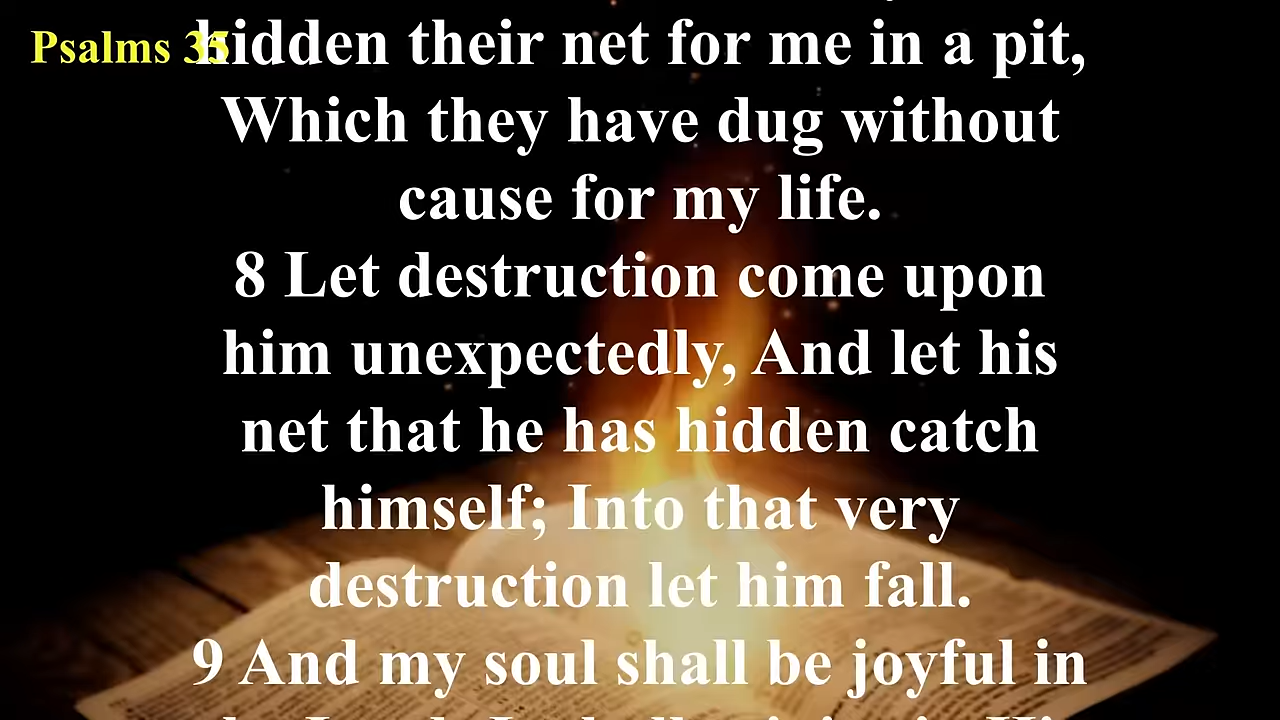 Psalms 35
hidden their net for me in a pit,
Which they have dug without
cause for my life.
8 Let destruction come upon
him unexpectedly, And let his
net that he has hidden catch
himself; Into that very
destruction let him fall.
9 And my soul shall be joyful in